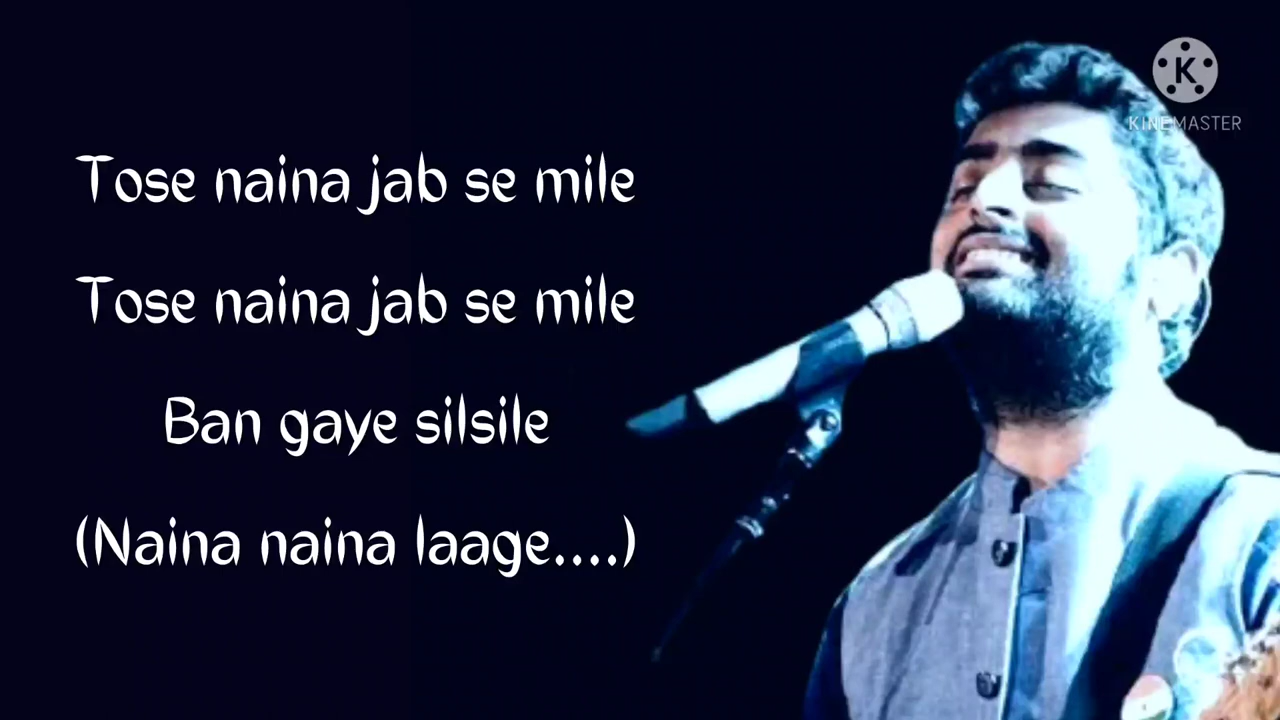 Tose naina jab se mile
Tose naina jab se mile
Ban gaye silsile
(Naina naina laage....)
K
KINEMASTER